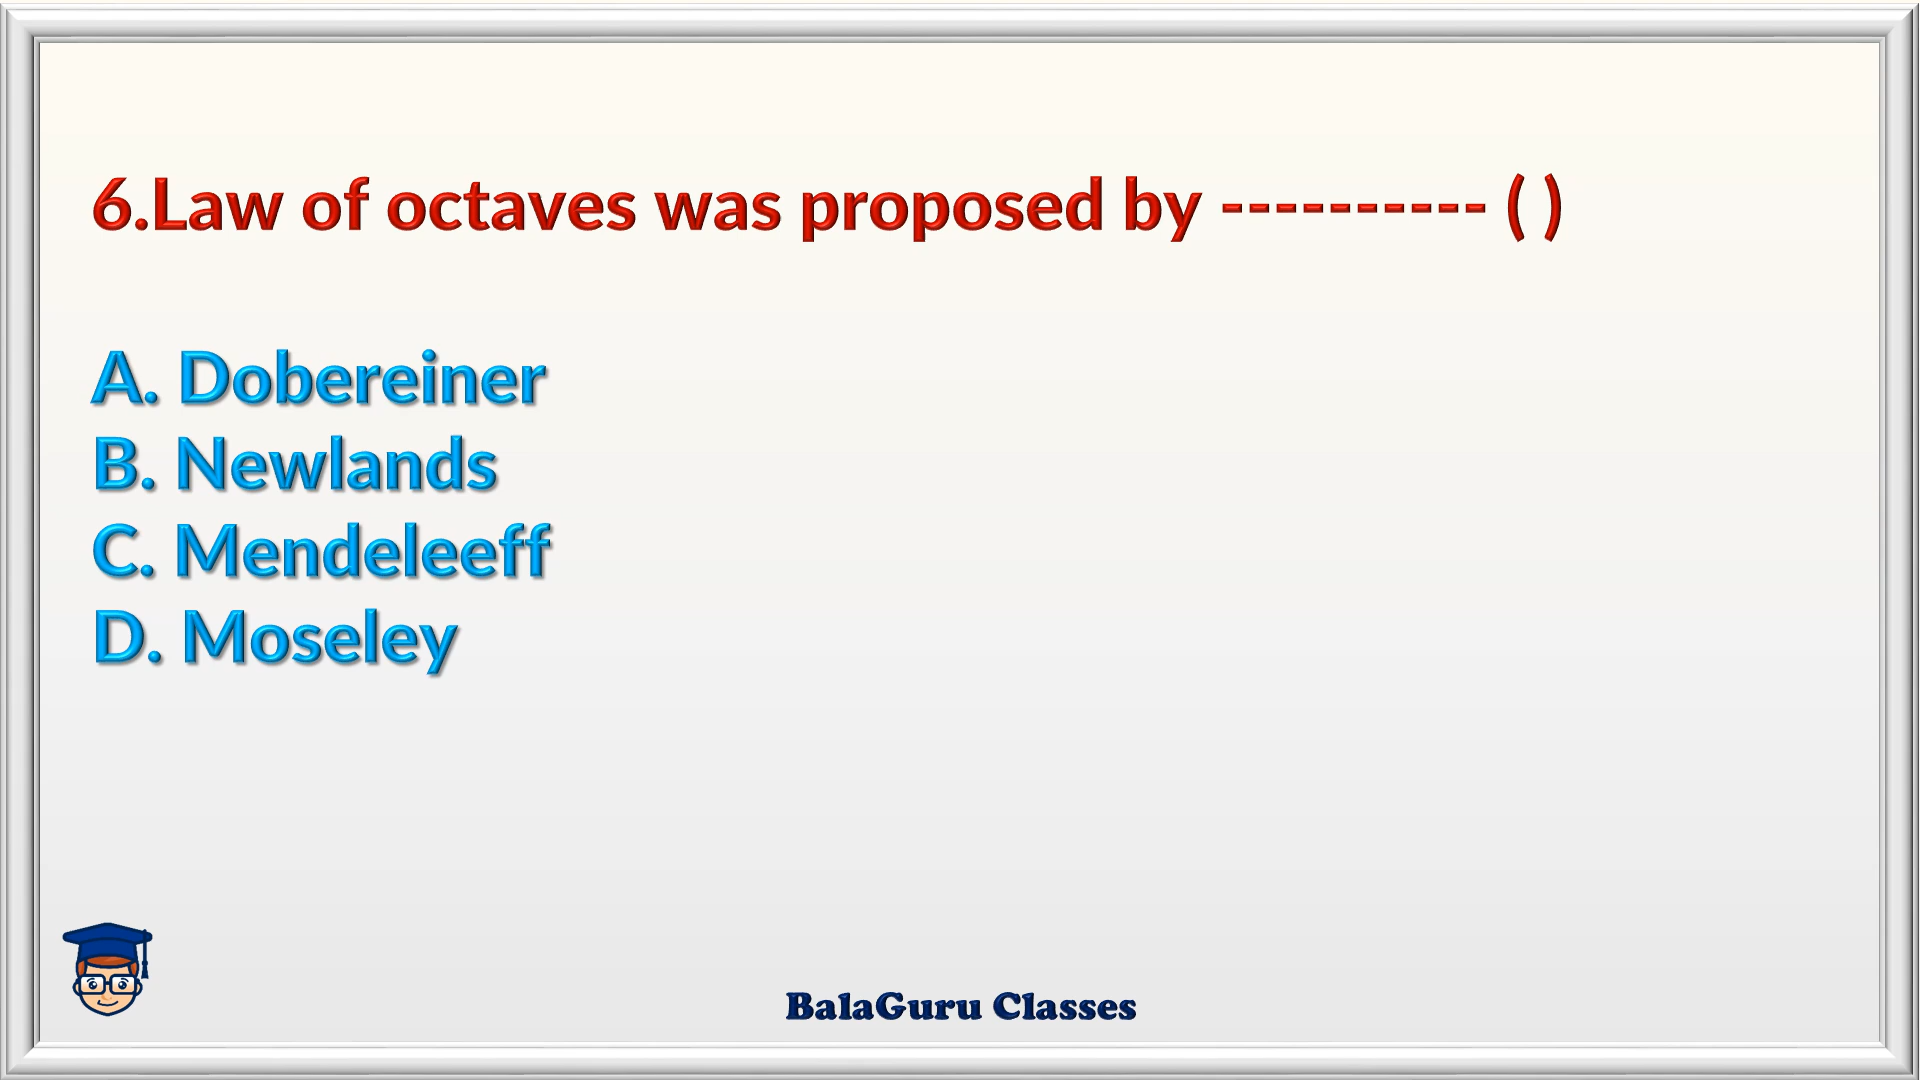 6.Law of octaves was proposed by ---------- ( )
A. Dobereiner
B. Newlands
C. Mendeleeff
D. Moseley
BalaGuru Classes